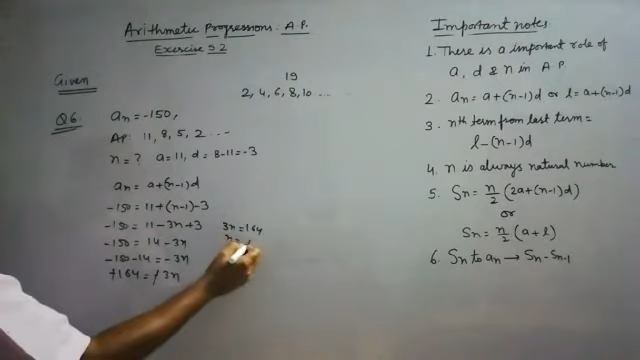 Arithmetic Progressions A.P.
Exercise 5.2
Given
19
2, 4, 6, 8, 10 ...
Q6. an = -150,
AP: 11, 8, 5, 2 ...
n = ? a = 11, d = 8-11 = -3
an = a+(n-1)d
-150 = 11+(n-1)-3
-150 = 11-3n+3
-150 = 14-3n
-150-14 = -3n
+164 = +3n
3n = 164
n =
Important notes
1. There is a important role of
a, d & n in A P
2. an = a+(n-1)d or l = a+(n-1)d
3. nth term from last term =
l-(n-1)d
4. n is always natural number
5. Sn = n/2 (2a+(n-1)d)
or
Sn = n/2 (a+l)
6. Sn to an → Sn-Sn-1